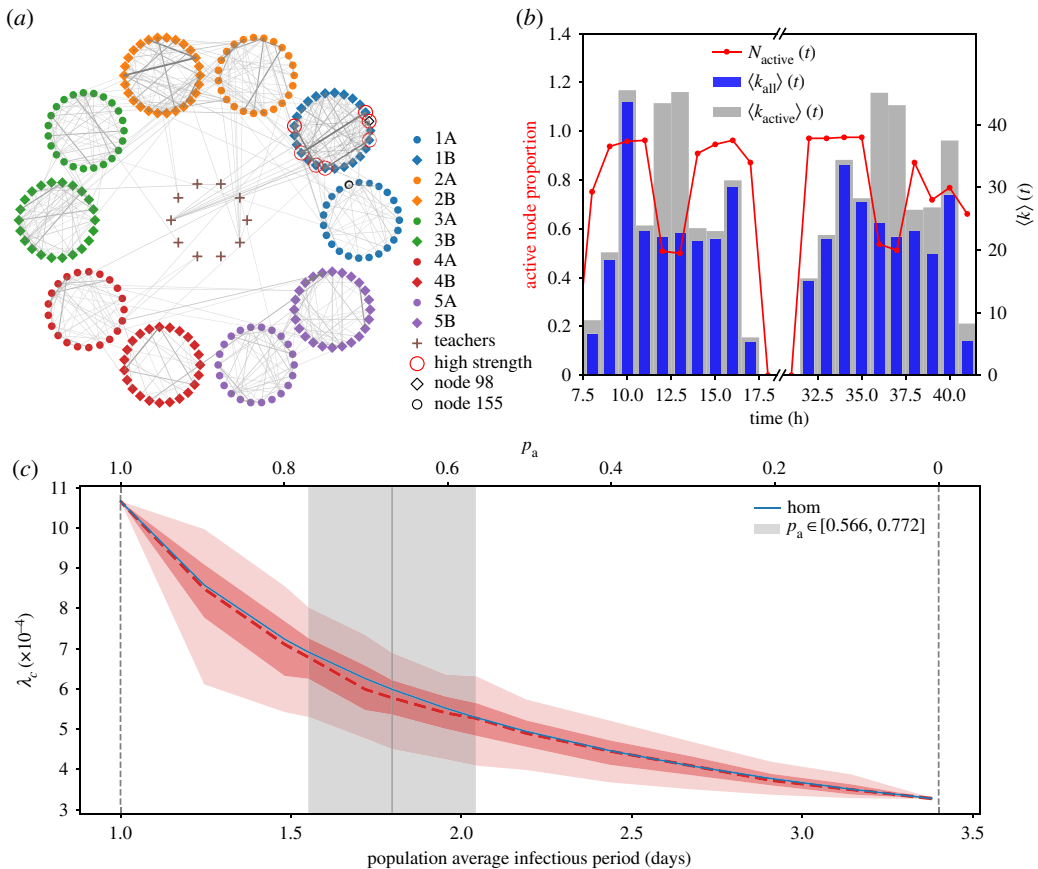 (a)
1A
1B
2A
2B
3A
3B
4A
4B
5A
5B
teachers
high strength
node 98
node 155
(b)
N_active (t)
⟨k_all⟩ (t)
⟨k_active⟩ (t)
active node proportion
1.4
1.2
1.0
0.8
0.6
0.4
0.2
0
40
30
20
10
0
⟨k⟩ (t)
7.5 10.0 12.5 15.0 17.5 32.5 35.0 37.5 40.0
time (h)
(c)
p_a
1.0 0.8 0.6 0.4 0.2 0
hom
p_a ∈ [0.566, 0.772]
λ_c (×10⁻⁴)
11
10
9
8
7
6
5
4
3
1.0 1.5 2.0 2.5 3.0 3.5
population average infectious period (days)